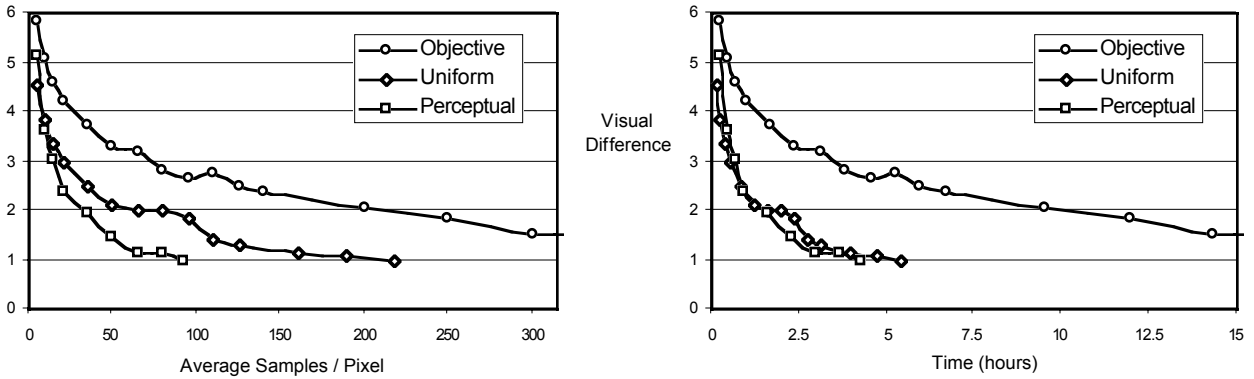 6
5
4
3
2
1
0
0 50 100 150 200 250 300
Average Samples / Pixel
Objective
Uniform
Perceptual
Visual
Difference
6
5
4
3
2
1
0
0 2.5 5 7.5 10 12.5 15
Time (hours)
Objective
Uniform
Perceptual